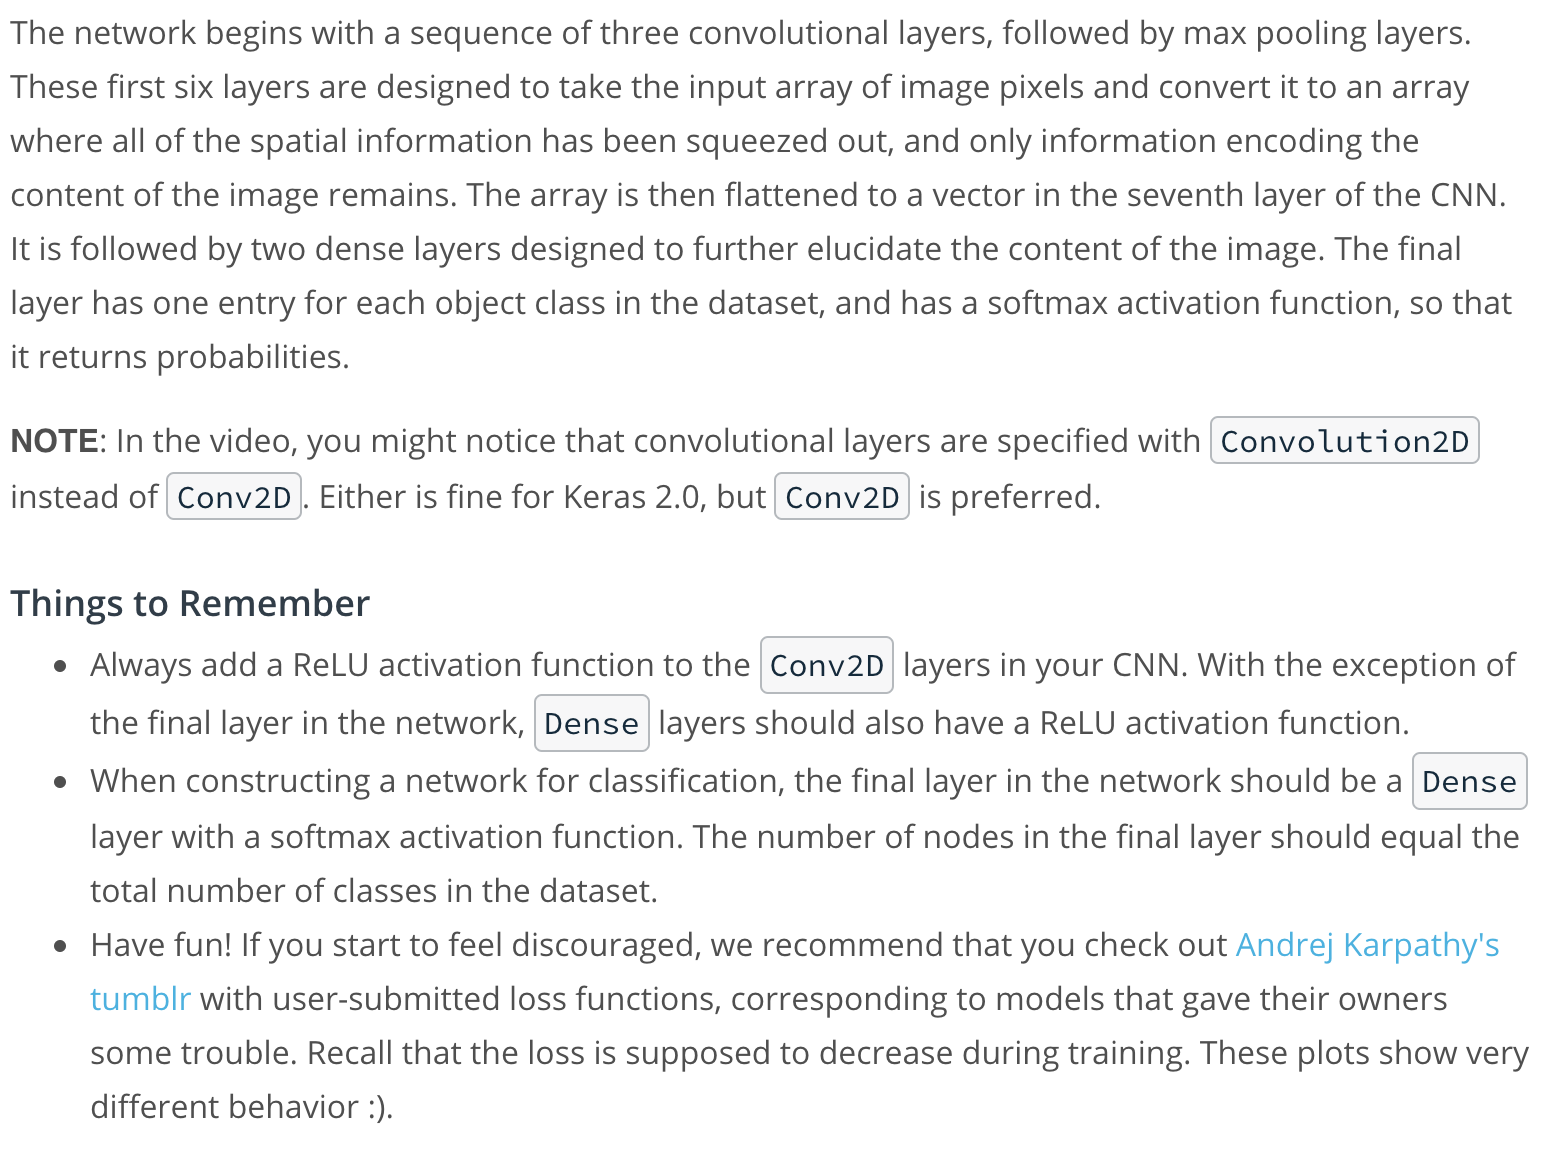 The network begins with a sequence of three convolutional layers, followed by max pooling layers.
These first six layers are designed to take the input array of image pixels and convert it to an array
where all of the spatial information has been squeezed out, and only information encoding the
content of the image remains. The array is then flattened to a vector in the seventh layer of the CNN.
It is followed by two dense layers designed to further elucidate the content of the image. The final
layer has one entry for each object class in the dataset, and has a softmax activation function, so that
it returns probabilities.
NOTE: In the video, you might notice that convolutional layers are specified with Convolution2D
instead of Conv2D. Either is fine for Keras 2.0, but Conv2D is preferred.
Things to Remember
• Always add a ReLU activation function to the Conv2D layers in your CNN. With the exception of
the final layer in the network, Dense layers should also have a ReLU activation function.
• When constructing a network for classification, the final layer in the network should be a Dense
layer with a softmax activation function. The number of nodes in the final layer should equal the
total number of classes in the dataset.
• Have fun! If you start to feel discouraged, we recommend that you check out Andrej Karpathy's
tumblr with user-submitted loss functions, corresponding to models that gave their owners
some trouble. Recall that the loss is supposed to decrease during training. These plots show very
different behavior :).